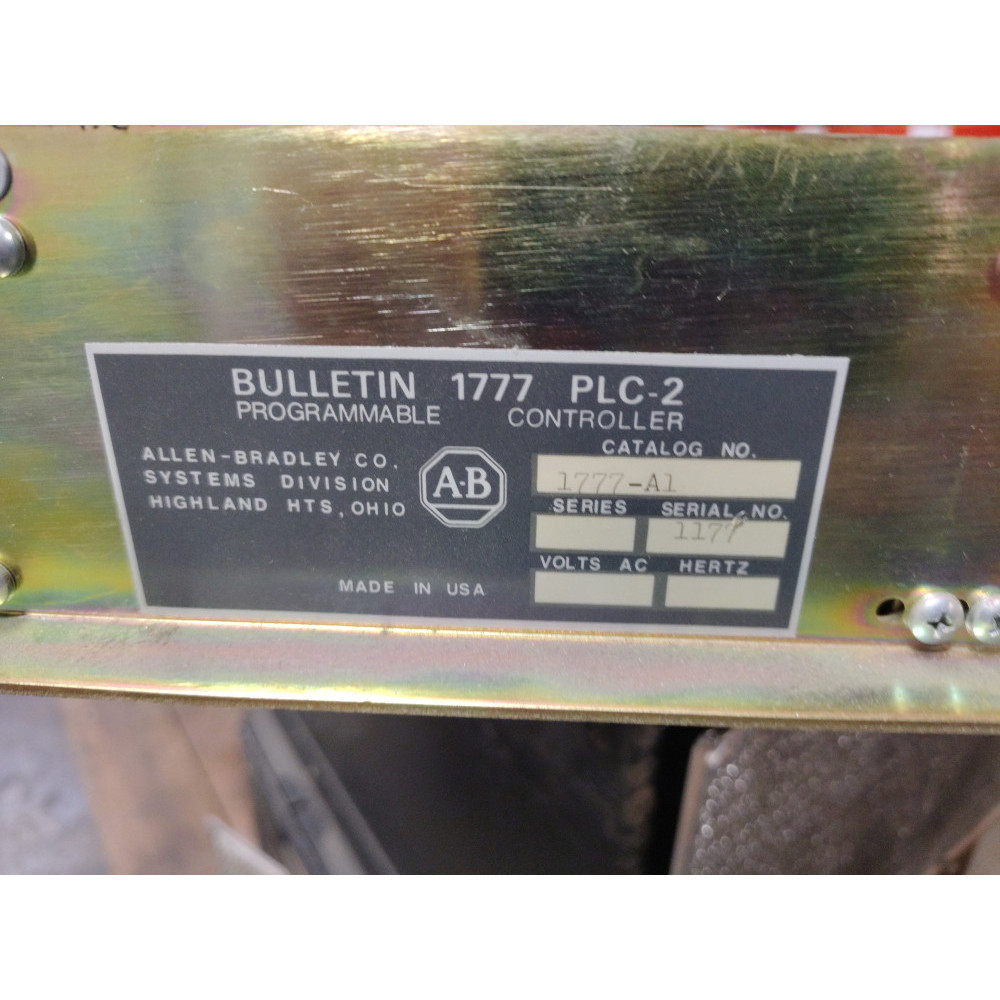 BULLETIN 1777 PLC-2
PROGRAMMABLE CONTROLLER
ALLEN-BRADLEY CO.
SYSTEMS DIVISION
HIGHLAND HTS, OHIO
A-B
MADE IN USA
CATALOG NO.
1777-A1
SERIES SERIAL NO.
1177
VOLTS AC HERTZ